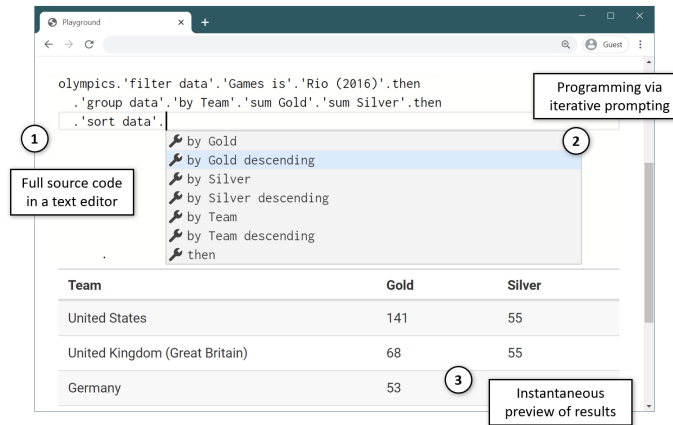 Playground
Guest
olympics.'filter data'.'Games is'.'Rio (2016)'.then
.'group data'.'by Team'.'sum Gold'.'sum Silver'.then
.'sort data'.
Programming via
iterative prompting
1
2
by Gold
by Gold descending
by Silver
by Silver descending
by Team
by Team descending
then
Full source code
in a text editor
.
Team Gold Silver
United States 141 55
United Kingdom (Great Britain) 68 55
Germany 53
3
Instantaneous
preview of results